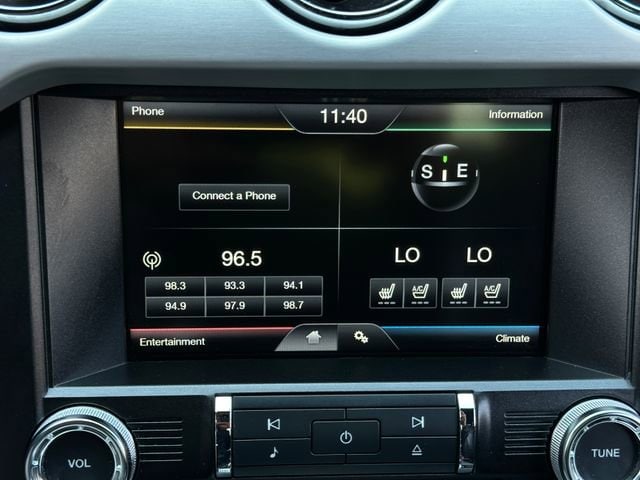 Phone 11:40 Information
S E
Connect a Phone
96.5 LO LO
98.3 93.3 94.1
A/C A/C
94.9 97.9 98.7
Entertainment Climate
VOL TUNE